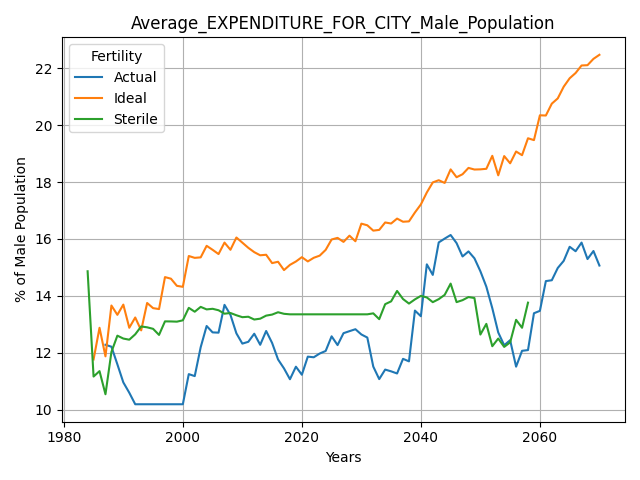 Average_EXPENDITURE_FOR_CITY_Male_Population
Fertility
Actual
Ideal
Sterile
% of Male Population
22
20
18
16
14
12
10
1980
2000
2020
2040
2060
Years